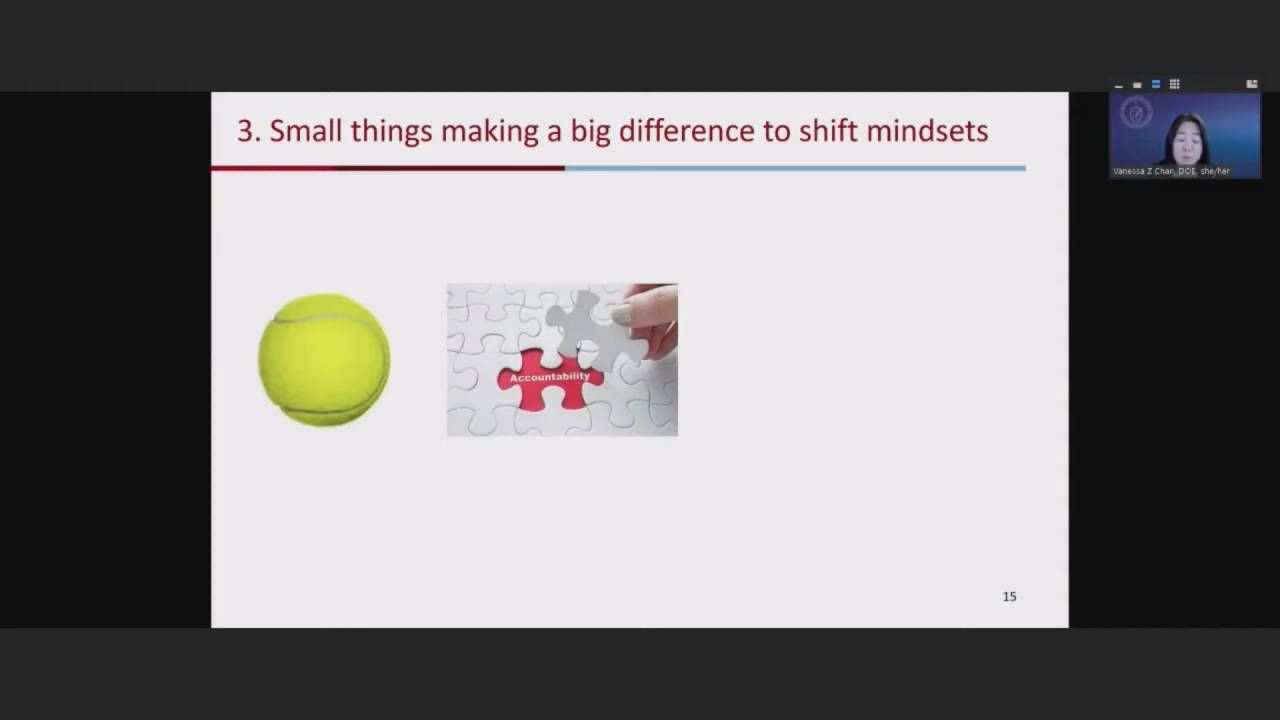 3. Small things making a big difference to shift mindsets
Vanessa Z Chan, DOE, she/her
Accountability
15